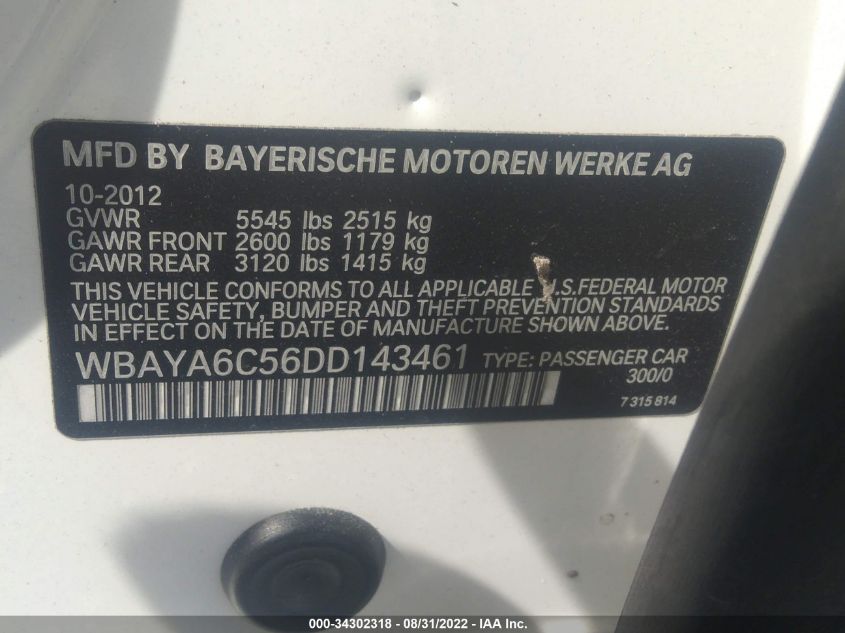 MFD BY BAYERISCHE MOTOREN WERKE AG
10-2012
GVWR 5545 lbs 2515 kg
GAWR FRONT 2600 lbs 1179 kg
GAWR REAR 3120 lbs 1415 kg
THIS VEHICLE CONFORMS TO ALL APPLICABLE U.S.FEDERAL MOTOR
VEHICLE SAFETY, BUMPER AND THEFT PREVENTION STANDARDS
IN EFFECT ON THE DATE OF MANUFACTURE SHOWN ABOVE.
WBAYA6C56DD143461 TYPE: PASSENGER CAR
300/0
7 315 814
000-34302318 - 08/31/2022 - IAA Inc.